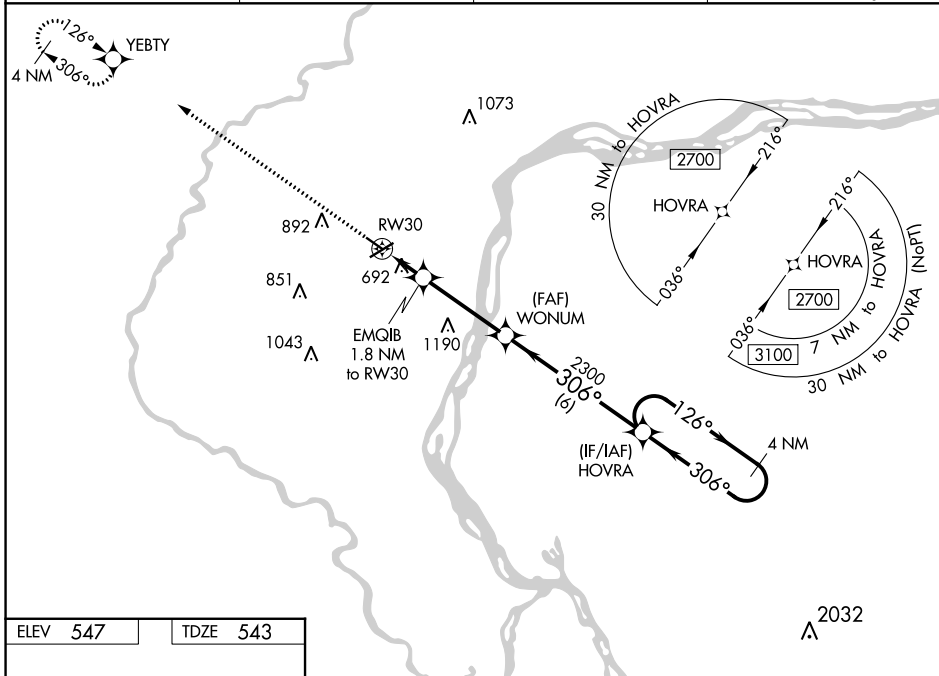 126°
YEBTY
306°
4 NM
1073
30 NM to HOVRA
2700
216°
HOVRA
036°
216°
HOVRA
2700
036°
3100
7 NM to HOVRA
30 NM to HOVRA (NoPT)
892
RW30
692
851
1043
EMQIB
1.8 NM
to RW30
1190
(FAF)
WONUM
2300
306°
(6)
126°
4 NM
306°
(IF/IAF)
HOVRA
2032
ELEV 547
TDZE 543